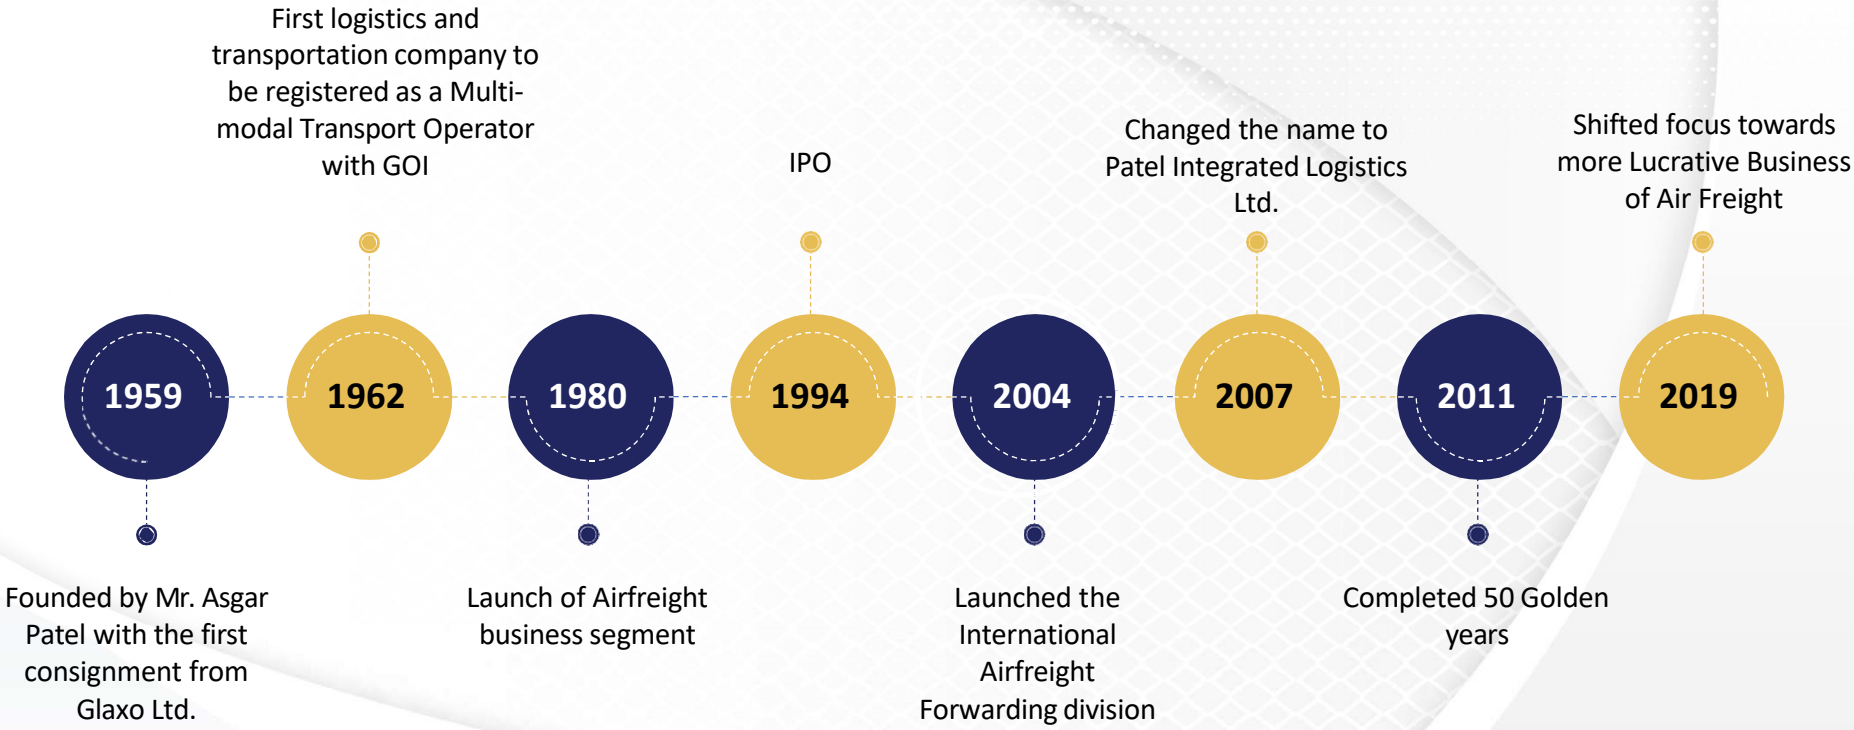 First logistics and
transportation company to
be registered as a Multi-
modal Transport Operator
with GOI
IPO
Changed the name to
Patel Integrated Logistics
Ltd.
Shifted focus towards
more Lucrative Business
of Air Freight
1959
1962
1980
1994
2004
2007
2011
2019
Founded by Mr. Asgar
Patel with the first
consignment from
Glaxo Ltd.
Launch of Airfreight
business segment
Launched the
International
Airfreight
Forwarding division
Completed 50 Golden
years